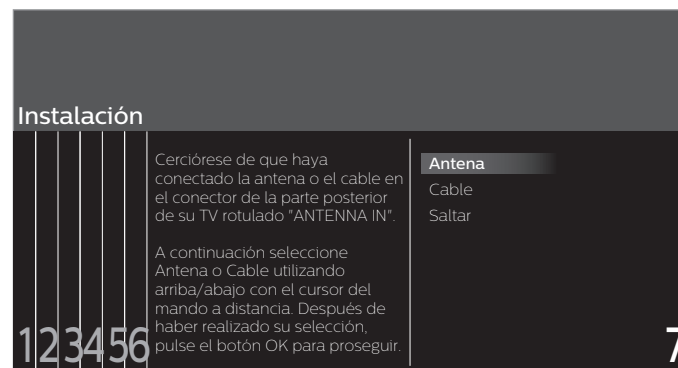 Instalación
Cerciórese de que haya
conectado la antena o el cable en
el conector de la parte posterior
de su TV rotulado "ANTENNA IN".
A continuación seleccione
Antena o Cable utilizando
arriba/abajo con el cursor del
mando a distancia. Después de
haber realizado su selección,
pulse el botón OK para proseguir.
Antena
Cable
Saltar
123456
7